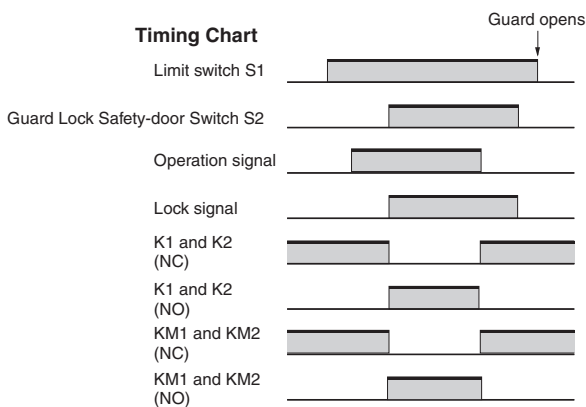 Guard opens
Timing Chart
Limit switch S1
Guard Lock Safety-door Switch S2
Operation signal
Lock signal
K1 and K2
(NC)
K1 and K2
(NO)
KM1 and KM2
(NC)
KM1 and KM2
(NO)